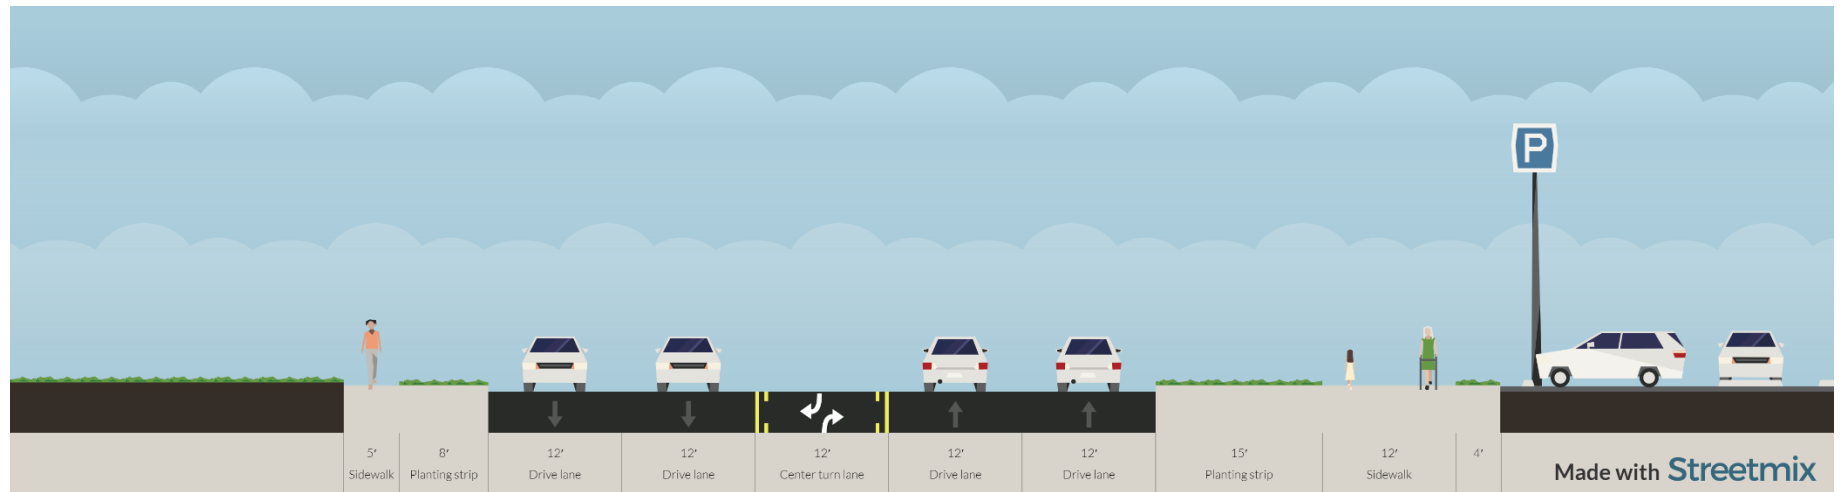 P
5′
Sidewalk
8′
Planting strip
12′
Drive lane
12′
Drive lane
12′
Center turn lane
12′
Drive lane
12′
Drive lane
15′
Planting strip
12′
Sidewalk
4′
Made with Streetmix